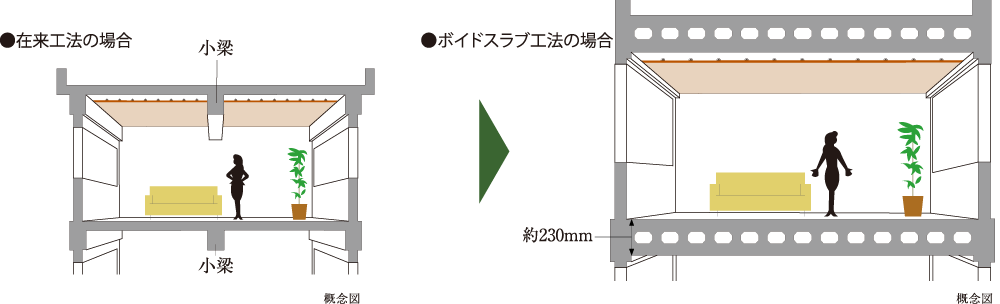 ●在来工法の場合
小梁
小梁
概念図
●ボイドスラブ工法の場合
約230mm
概念図